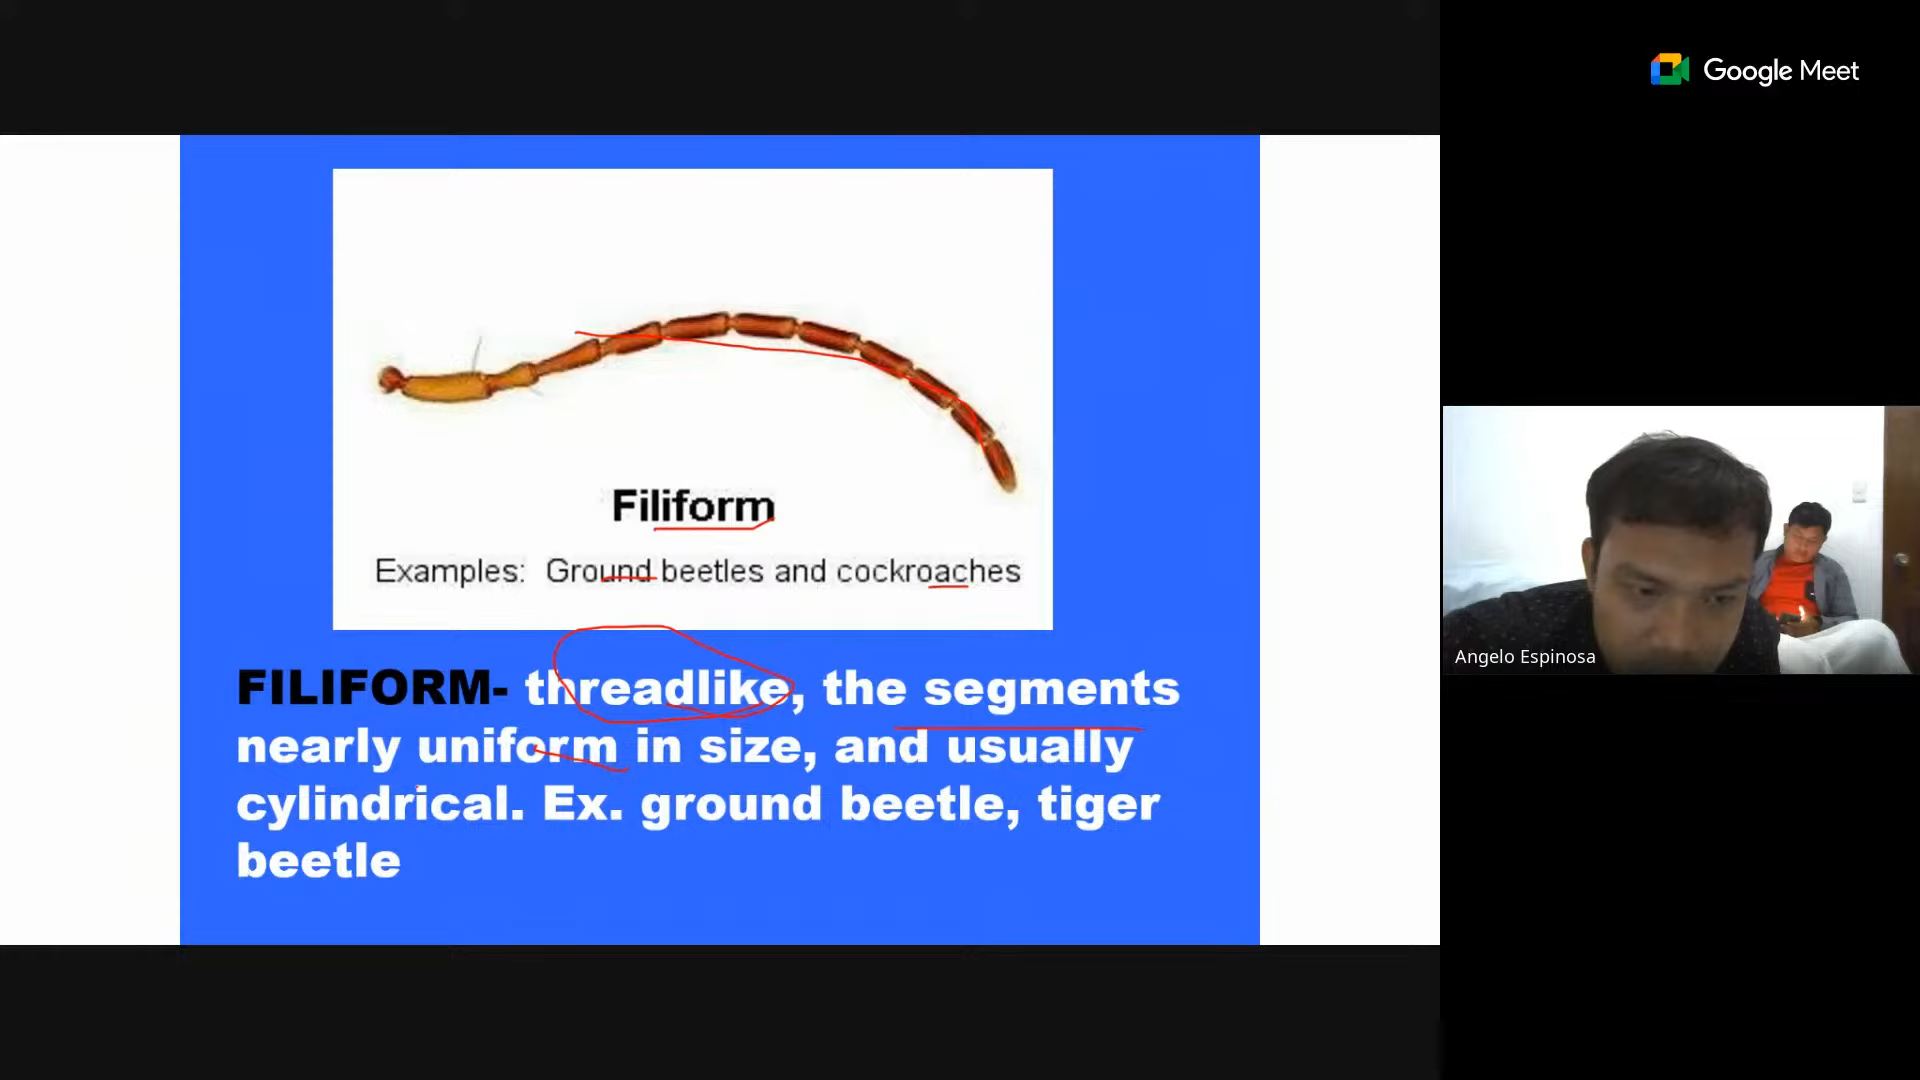 Google Meet
Filiform
Examples: Ground beetles and cockroaches
FILIFORM- threadlike, the segments
nearly uniform in size, and usually
cylindrical. Ex. ground beetle, tiger
beetle
Angelo Espinosa